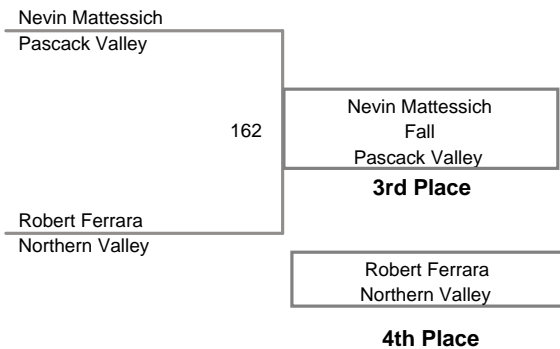 Nevin Mattessich
Pascack Valley
162
Nevin Mattessich
Fall
Pascack Valley
3rd Place
Robert Ferrara
Northern Valley
Robert Ferrara
Northern Valley
4th Place